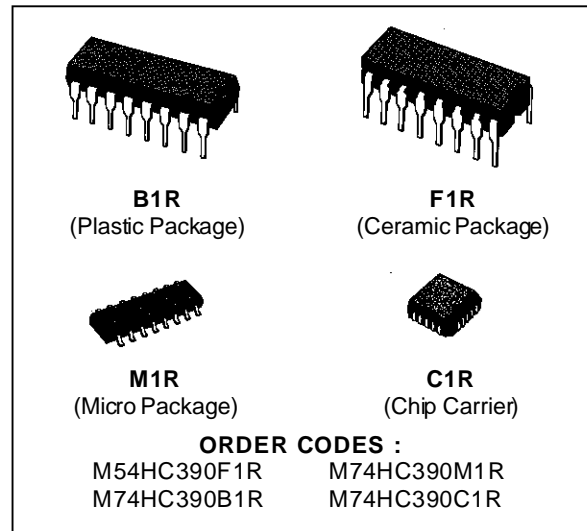 B1R
(Plastic Package)
F1R
(Ceramic Package)
M1R
(Micro Package)
C1R
(Chip Carrier)
ORDER CODES :
M54HC390F1R M74HC390M1R
M74HC390B1R M74HC390C1R